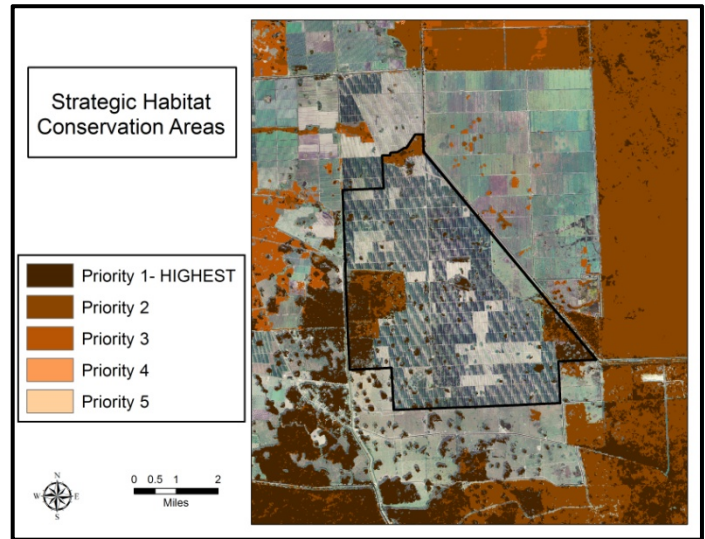 Strategic Habitat
Conservation Areas
Priority 1- HIGHEST
Priority 2
Priority 3
Priority 4
Priority 5
N
W E
S
0 0.5 1 2
Miles